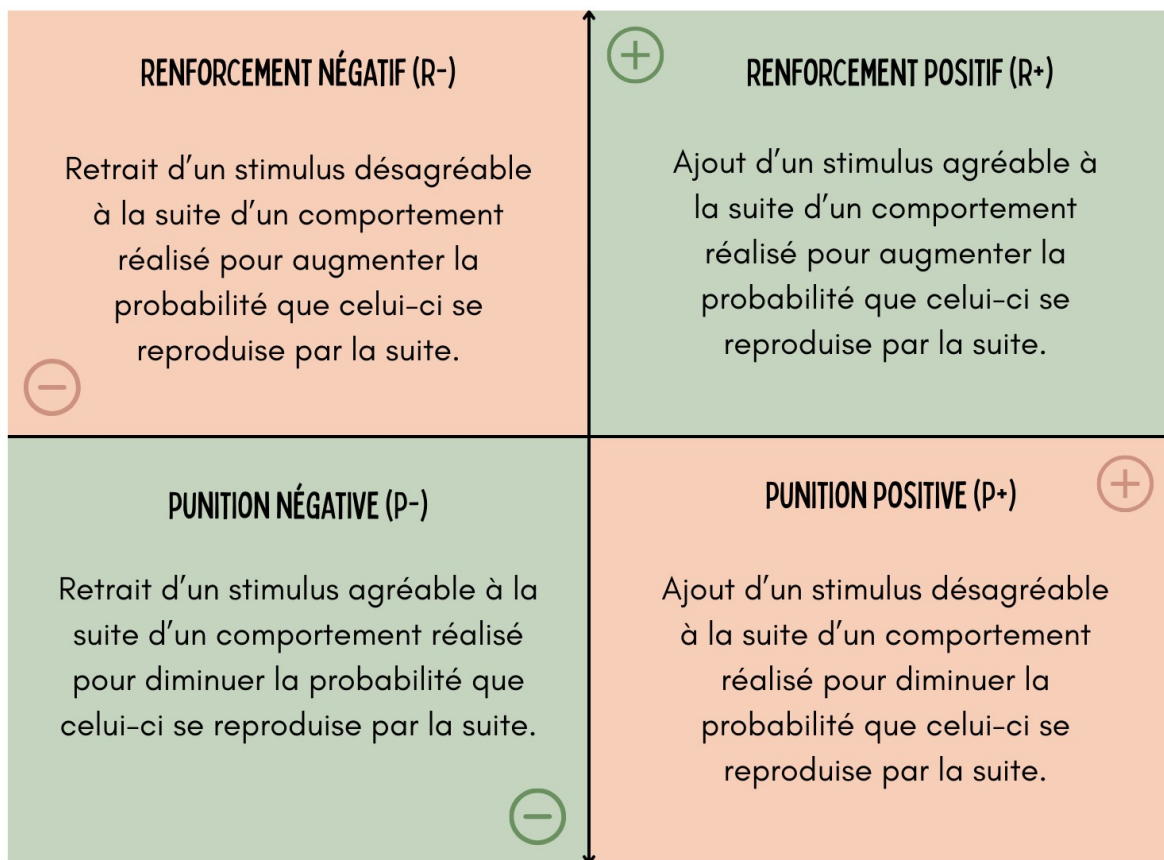 RENFORCEMENT NÉGATIF (R-)
Retrait d'un stimulus désagréable
à la suite d'un comportement
réalisé pour augmenter la
probabilité que celui-ci se
reproduise par la suite.
RENFORCEMENT POSITIF (R+)
Ajout d'un stimulus agréable à
la suite d'un comportement
réalisé pour augmenter la
probabilité que celui-ci se
reproduise par la suite.
PUNITION NÉGATIVE (P-)
Retrait d'un stimulus agréable à la
suite d'un comportement réalisé
pour diminuer la probabilité que
celui-ci se reproduise par la suite.
PUNITION POSITIVE (P+)
Ajout d'un stimulus désagréable
à la suite d'un comportement
réalisé pour diminuer la
probabilité que celui-ci se
reproduise par la suite.